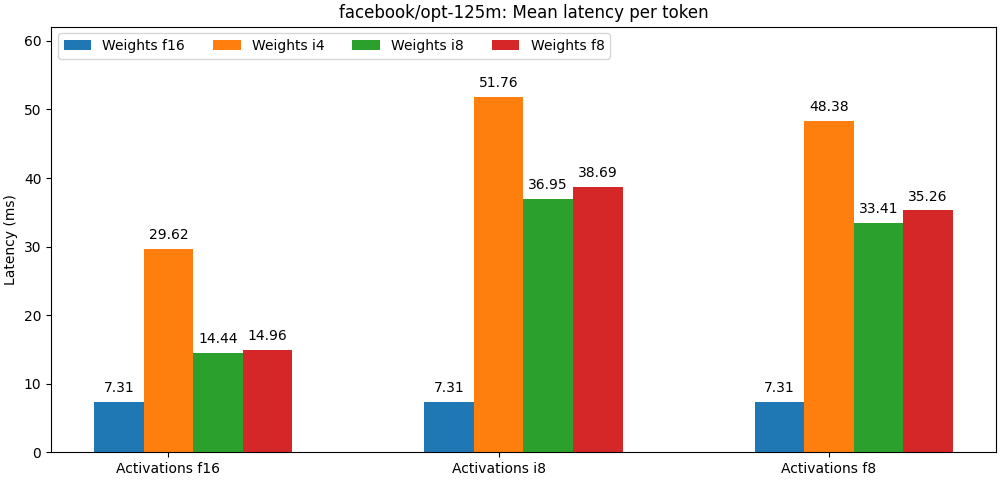 facebook/opt-125m: Mean latency per token
Weights f16 Weights i4 Weights i8 Weights f8
Latency (ms)
60
50
40
30
20
10
0
7.31 29.62 14.44 14.96
7.31 51.76 36.95 38.69
7.31 48.38 33.41 35.26
Activations f16 Activations i8 Activations f8